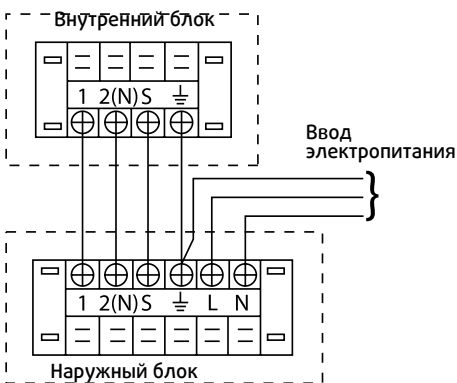 Внутренний блок
1 2(N) S
Ввод
электропитания
1 2(N) S L N
Наружный блок